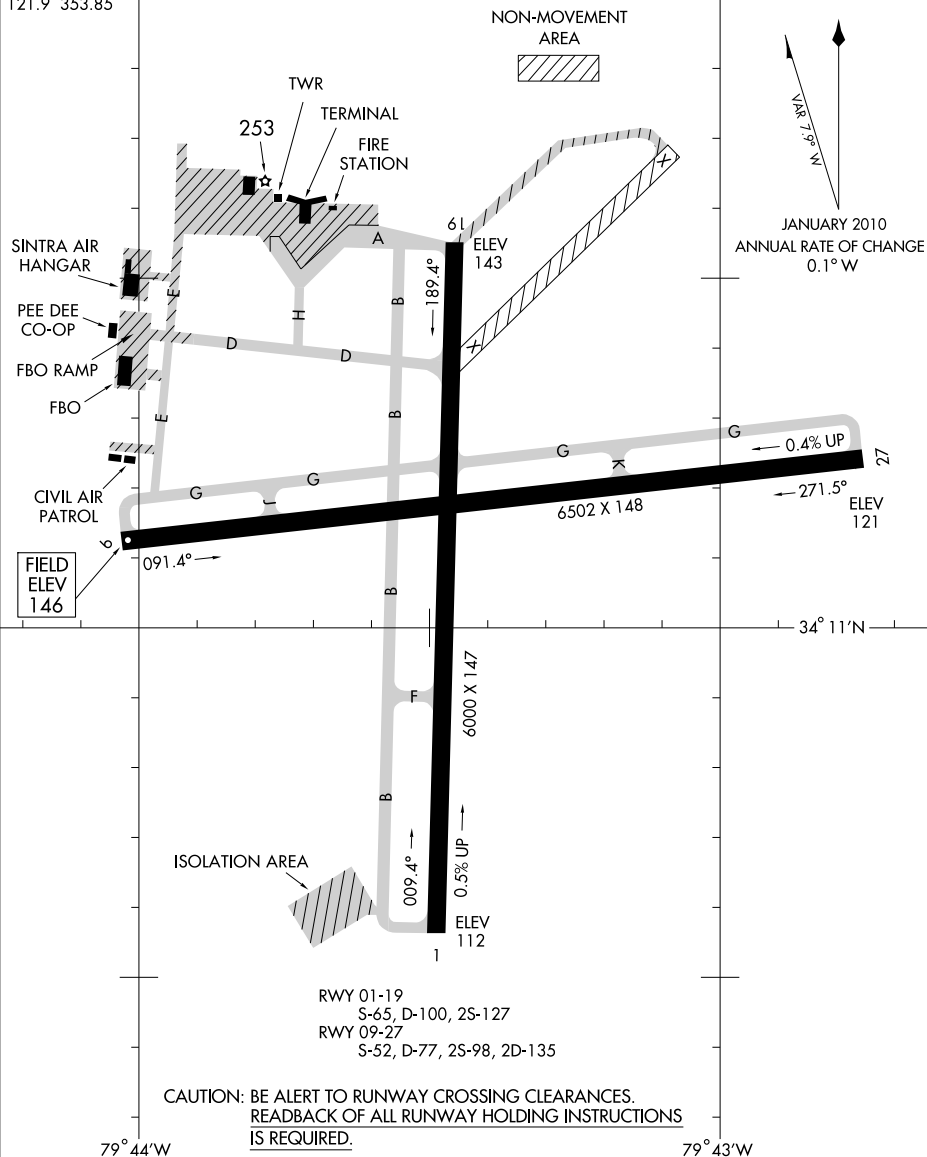 121.9 353.85
NON-MOVEMENT
AREA
VAR 7.9° W
JANUARY 2010
ANNUAL RATE OF CHANGE
0.1° W
TWR
TERMINAL
253
FIRE
STATION
19
ELEV
143
A
X
SINTRA AIR
HANGAR
E
H
B
189.4°
PEE DEE
CO-OP
D
D
X
FBO RAMP
FBO
E
B
G
G
G
G
0.4% UP
27
K
J
271.5°
CIVIL AIR
PATROL
6502 X 148
ELEV
121
9
091.4°
FIELD
ELEV
146
B
34° 11'N
6000 X 147
F
B
009.4°
0.5% UP
ISOLATION AREA
ELEV
112
1
RWY 01-19
S-65, D-100, 2S-127
RWY 09-27
S-52, D-77, 2S-98, 2D-135
CAUTION: BE ALERT TO RUNWAY CROSSING CLEARANCES.
READBACK OF ALL RUNWAY HOLDING INSTRUCTIONS
IS REQUIRED.
79° 44'W
79° 43'W